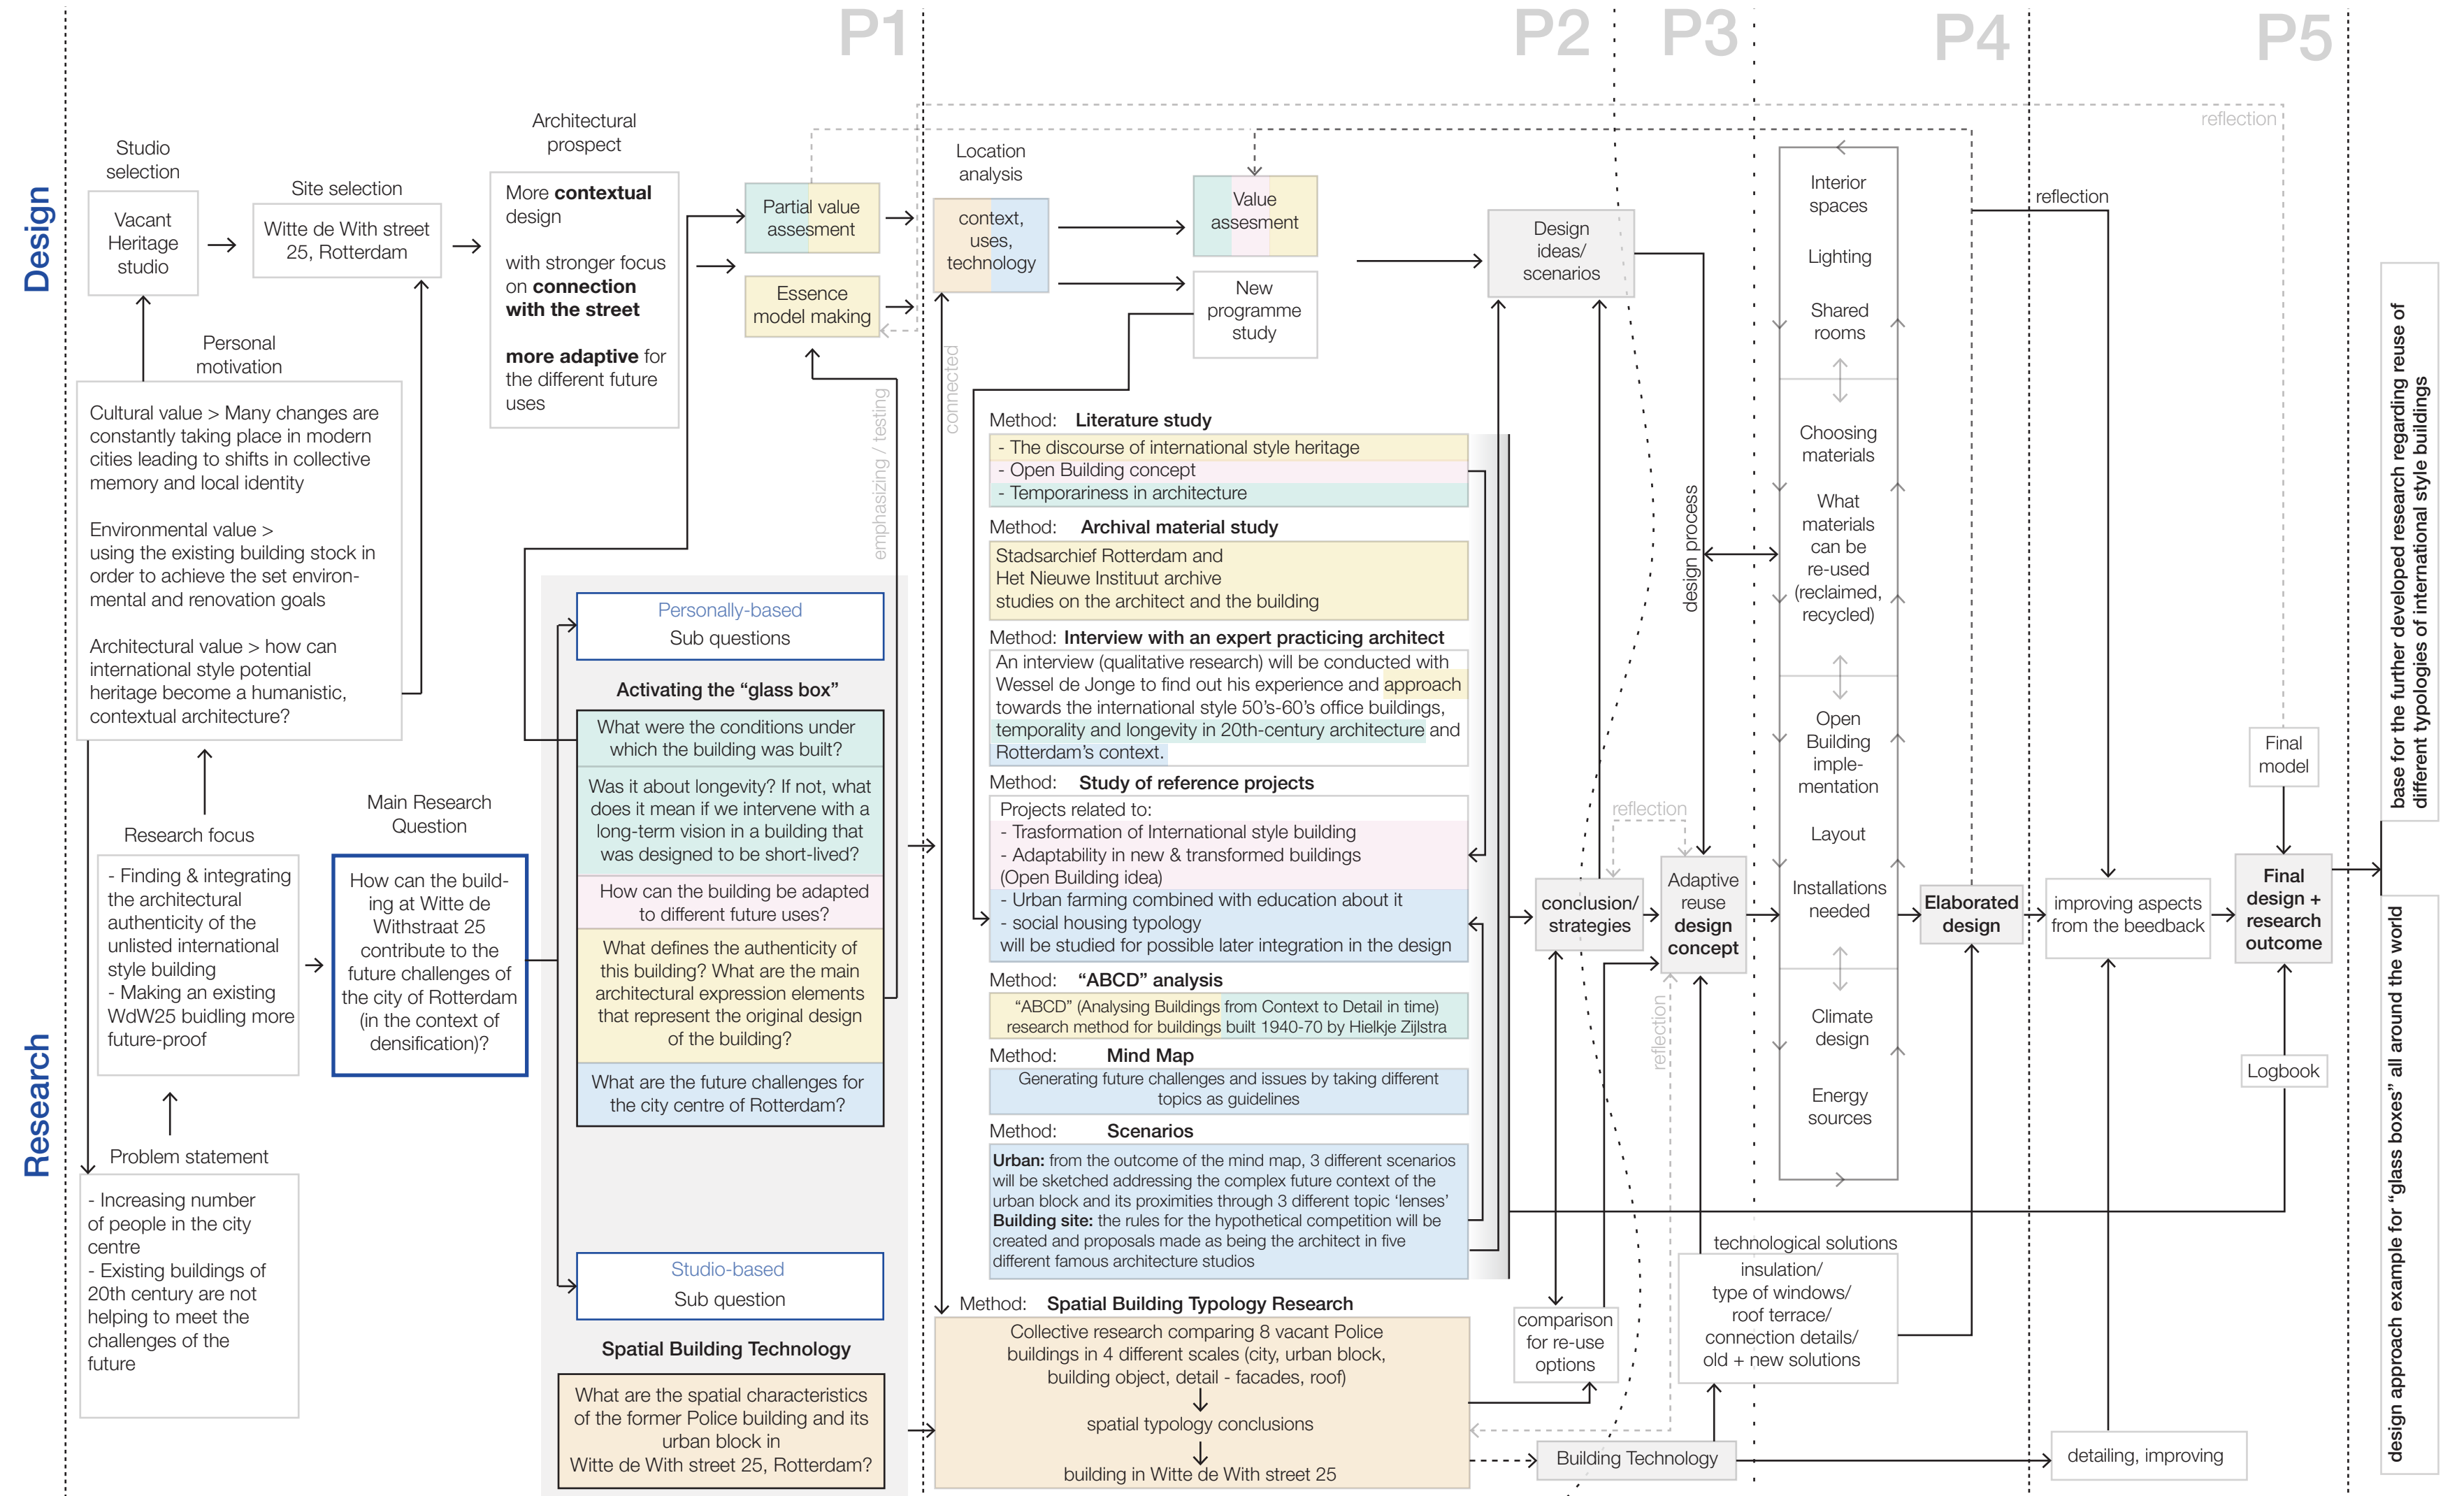 P1
P2
P3
P4
P5
Design
Research
Studio
selection
Vacant
Heritage
studio
Site selection
Witte de With street
25, Rotterdam
Architectural
prospect
More contextual
design
with stronger focus
on connection
with the street
more adaptive for
the different future
uses
Personal
motivation
Cultural value > Many changes are
constantly taking place in modern
cities leading to shifts in collective
memory and local identity
Environmental value >
using the existing building stock in
order to achieve the set environ-
mental and renovation goals
Architectural value > how can
international style potential
heritage become a humanistic,
contextual architecture?
Research focus
- Finding & integrating
the architectural
authenticity of the
unlisted international
style building
- Making an existing
WdW25 buidling more
future-proof
Problem statement
- Increasing number
of people in the city
centre
- Existing buildings of
20th century are not
helping to meet the
challenges of the
future
Main Research
Question
How can the build-
ing at Witte de
Withstraat 25
contribute to the
future challenges of
the city of Rotterdam
(in the context of
densification)?
Partial value
assesment
Essence
model making
emphasizing / testing
Personally-based
Sub questions
Activating the “glass box”
What were the conditions under
which the building was built?
Was it about longevity? If not, what
does it mean if we intervene with a
long-term vision in a building that
was designed to be short-lived?
How can the building be adapted
to different future uses?
What defines the authenticity of
this building? What are the main
architectural expression elements
that represent the original design
of the building?
What are the future challenges for
the city centre of Rotterdam?
Studio-based
Sub question
Spatial Building Technology
What are the spatial characteristics
of the former Police building and its
urban block in
Witte de With street 25, Rotterdam?
Location
analysis
context,
uses,
technology
connected
Value
assesment
New
programme
study
Method: Literature study
- The discourse of international style heritage
- Open Building concept
- Temporariness in architecture
Method: Archival material study
Stadsarchief Rotterdam and
Het Nieuwe Instituut archive
studies on the architect and the building
Method: Interview with an expert practicing architect
An interview (qualitative research) will be conducted with
Wessel de Jonge to find out his experience and approach
towards the international style 50’s-60’s office buildings,
temporality and longevity in 20th-century architecture and
Rotterdam’s context.
Method: Study of reference projects
Projects related to:
- Trasformation of International style building
- Adaptability in new & transformed buildings
(Open Building idea)
- Urban farming combined with education about it
- social housing typology
will be studied for possible later integration in the design
Method: “ABCD” analysis
“ABCD” (Analysing Buildings from Context to Detail in time)
research method for buildings built 1940-70 by Hielkje Zijlstra
Method: Mind Map
Generating future challenges and issues by taking different
topics as guidelines
Method: Scenarios
Urban: from the outcome of the mind map, 3 different scenarios
will be sketched addressing the complex future context of the
urban block and its proximities through 3 different topic ‘lenses’
Building site: the rules for the hypothetical competition will be
created and proposals made as being the architect in five
different famous architecture studios
Method: Spatial Building Typology Research
Collective research comparing 8 vacant Police
buildings in 4 different scales (city, urban block,
building object, detail - facades, roof)
spatial typology conclusions
building in Witte de With street 25
Design
ideas/
scenarios
conclusion/
strategies
comparison
for re-use
options
Building Technology
design process
reflection
Adaptive
reuse
design
concept
reflection
technological solutions
insulation/
type of windows/
roof terrace/
connection details/
old + new solutions
Interior
spaces
Lighting
Shared
rooms
Choosing
materials
What
materials
can be
re-used
(reclaimed,
recycled)
Open
Building
imple-
mentation
Layout
Installations
needed
Climate
design
Energy
sources
Elaborated
design
reflection
improving aspects
from the beedback
detailing, improving
reflection
Final
model
Final
design +
research
outcome
Logbook
base for the further developed research regarding reuse of
different typologies of international style buildings
design approach example for “glass boxes” all around the world